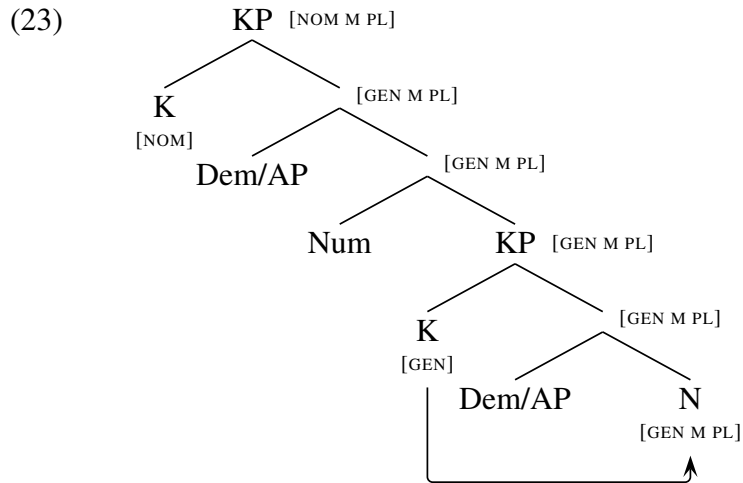 (23)
KP [NOM M PL]
K [GEN M PL]
[NOM]
Dem/AP [GEN M PL]
Num KP [GEN M PL]
K [GEN M PL]
[GEN]
Dem/AP N
[GEN M PL]